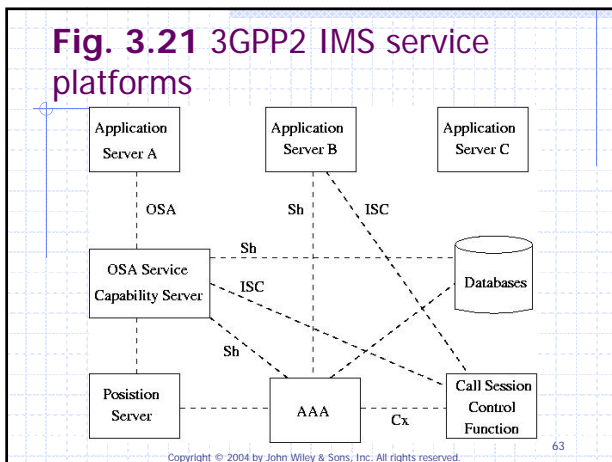 Fig. 3.21 3GPP2 IMS service
platforms
Application
Server A
Application
Server B
Application
Server C
OSA
Sh
ISC
Sh
OSA Service
Capability Server
ISC
Databases
Sh
Posistion
Server
AAA
Cx
Call Session
Control
Function
63
Copyright © 2004 by John Wiley & Sons, Inc. All rights reserved.